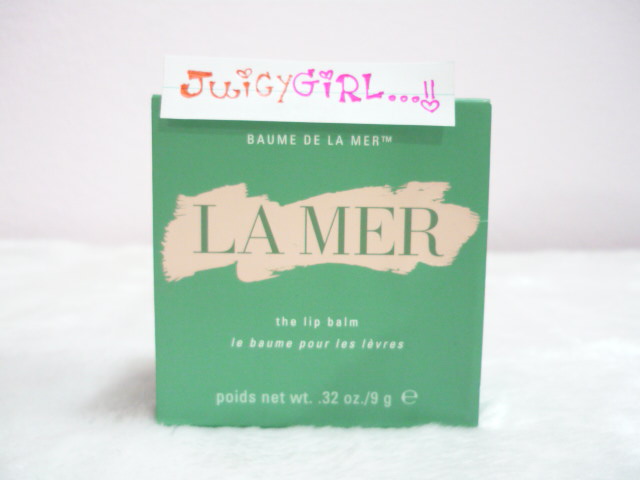 JuiCYGiRL...!!
BAUME DE LA MER™
LA MER
the lip balm
le baume pour les lèvres
poids net wt. .32 oz./9 g ℮